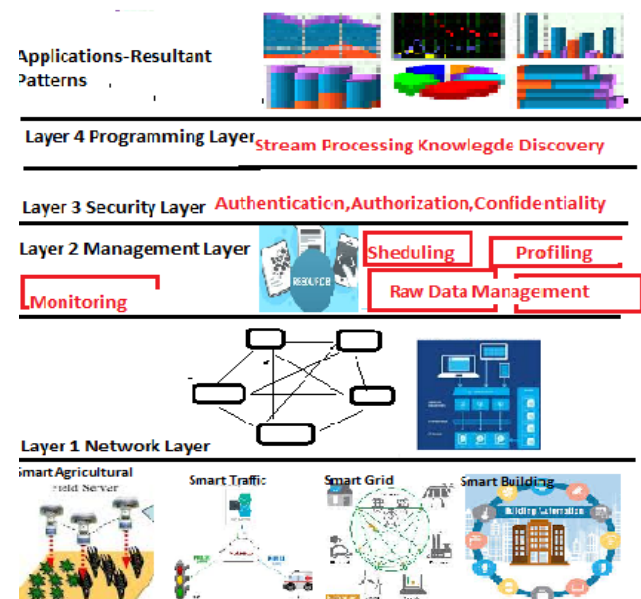 Applications-Resultant
Patterns
Layer 4 Programming Layer
Stream Processing Knowlegde Discovery
Layer 3 Security Layer
Authentication,Authorization,Confidentiality
Layer 2 Management Layer
Sheduling
Profiling
Monitoring
Raw Data Management
Layer 1 Network Layer
Smart Agricultural
Field Server
Smart Traffic
Smart Grid
Smart Building
Building Automation